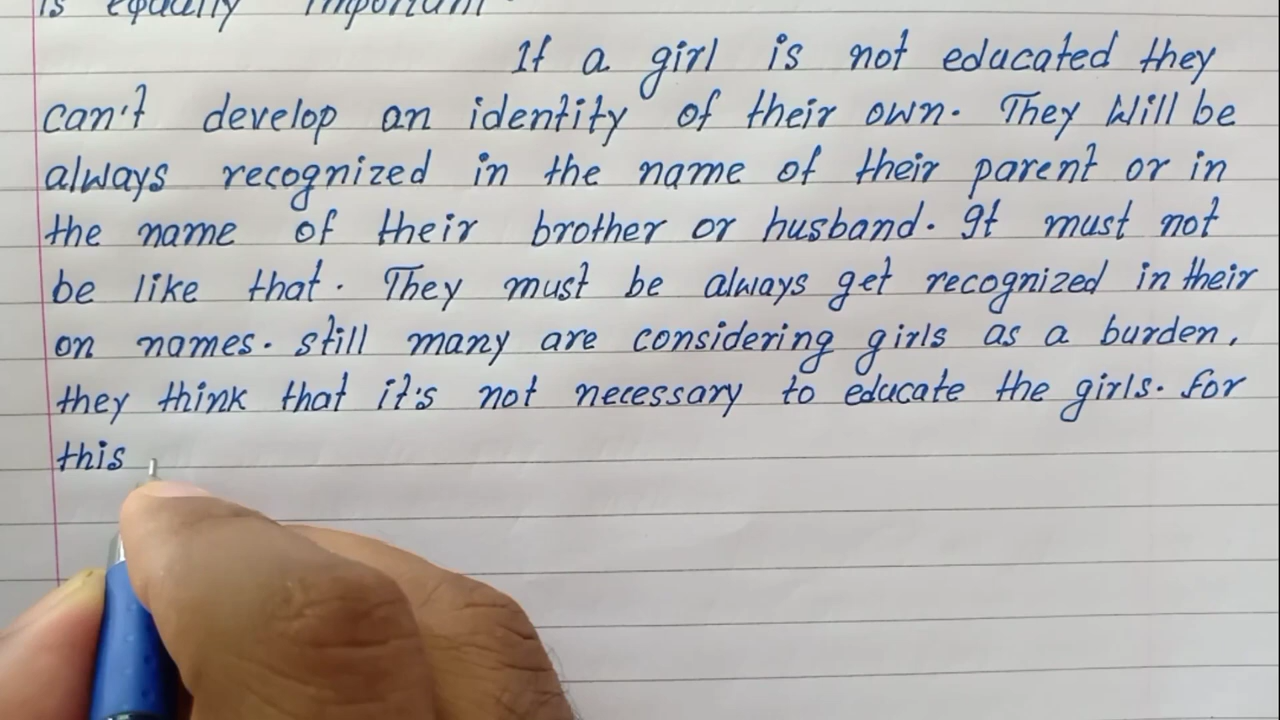 is equally important
If a girl is not educated they
can't develop an identity of their own. They will be
always recognized in the name of their parent or in
the name of their brother or husband. It must not
be like that. They must be always get recognized in their
on names. still many are considering girls as a burden,
they think that it's not necessary to educate the girls. for
this